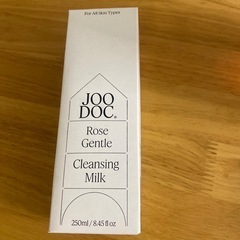 For All Skin Types
JOO
DOC®
Rose
Gentle
Cleansing
Milk
250ml / 8.45 fl oz